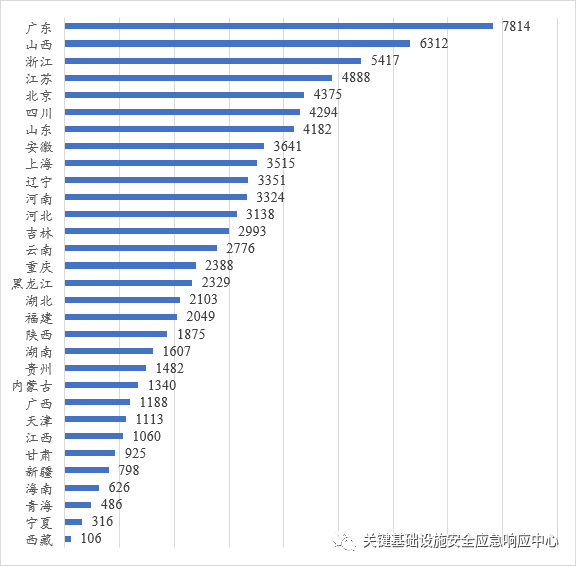 广东 7814
山西 6312
浙江 5417
江苏 4888
北京 4375
四川 4294
山东 4182
安徽 3641
上海 3515
辽宁 3351
河南 3324
河北 3138
吉林 2993
云南 2776
重庆 2388
黑龙江 2329
湖北 2103
福建 2049
陕西 1875
湖南 1607
贵州 1482
内蒙古 1340
广西 1188
天津 1113
江西 1060
甘肃 925
新疆 798
海南 626
青海 486
宁夏 316
西藏 106
关键基础设施安全应急响应中心